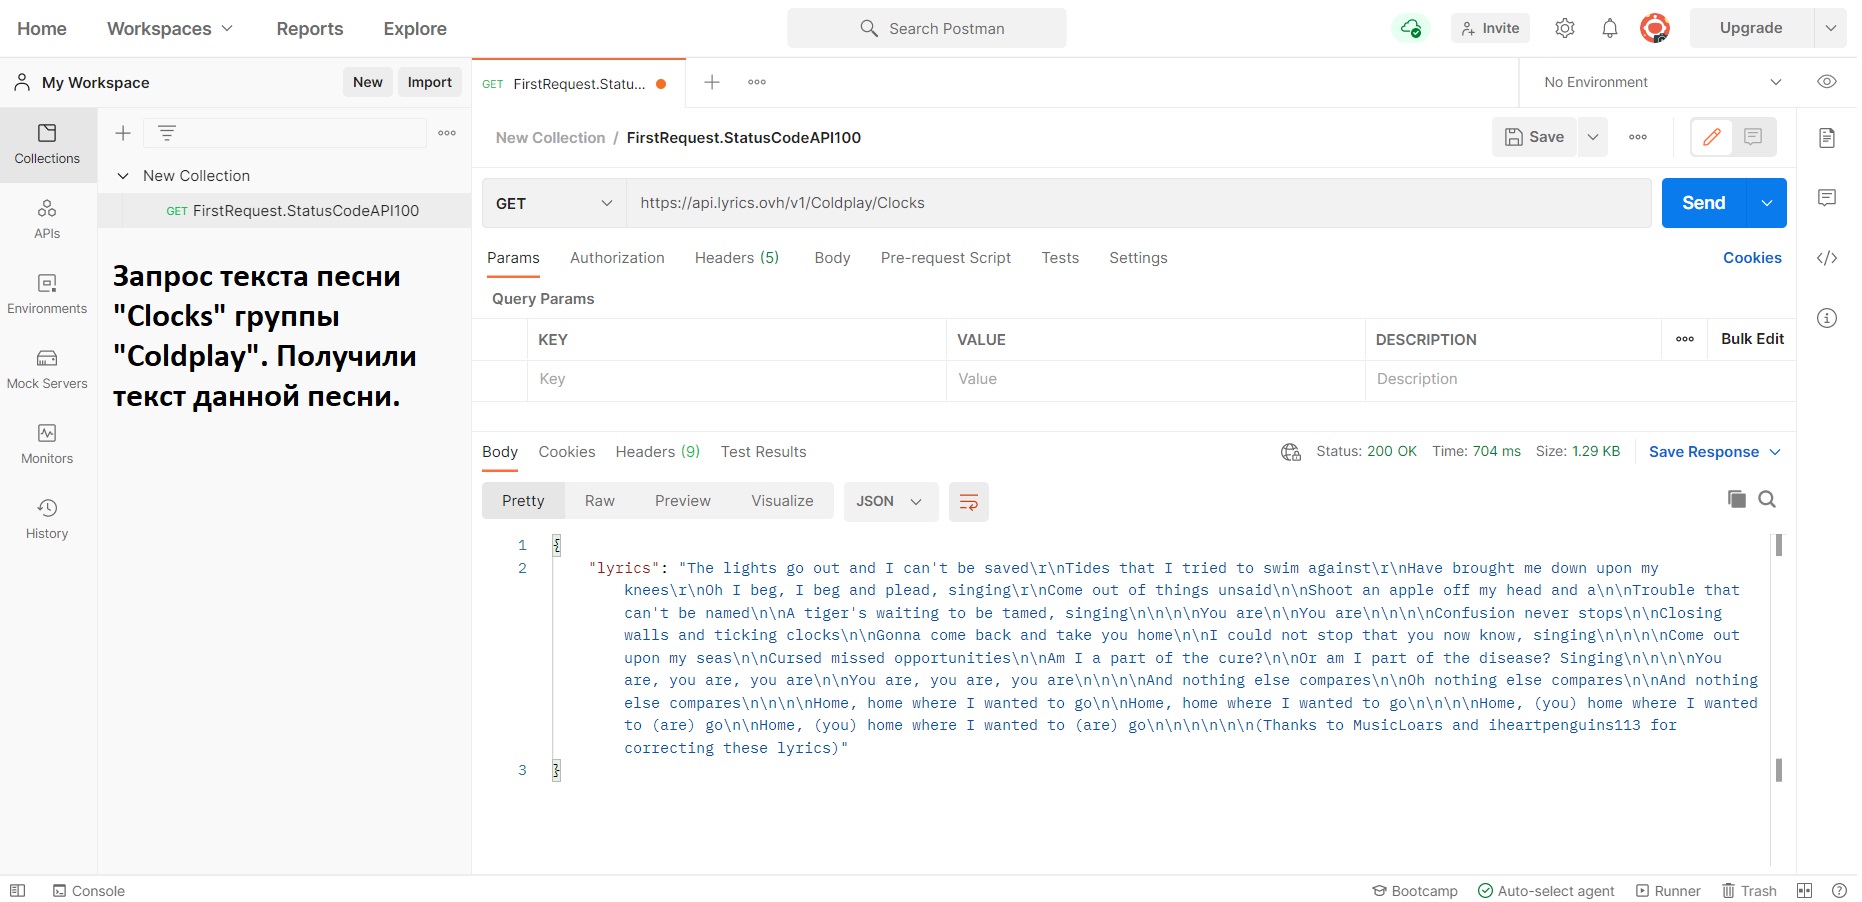 Home Workspaces Reports Explore Search Postman Invite Upgrade
My Workspace New Import GET FirstRequest.Statu... No Environment
New Collection / FirstRequest.StatusCodeAPI100 Save
Collections
APIs
Environments
Mock Servers
Monitors
History
New Collection
GET FirstRequest.StatusCodeAPI100
Запрос текста песни
"Clocks" группы
"Coldplay". Получили
текст данной песни.
GET https://api.lyrics.ovh/v1/Coldplay/Clocks Send
Params Authorization Headers (5) Body Pre-request Script Tests Settings Cookies
Query Params
KEY VALUE DESCRIPTION Bulk Edit
Key Value Description
Body Cookies Headers (9) Test Results Status: 200 OK Time: 704 ms Size: 1.29 KB Save Response
Pretty Raw Preview Visualize JSON
1 {
2 "lyrics": "The lights go out and I can't be saved\r\nTides that I tried to swim against\r\nHave brought me down upon my
knees\r\nOh I beg, I beg and plead, singing\r\nCome out of things unsaid\n\nShoot an apple off my head and a\n\nTrouble that
can't be named\n\nA tiger's waiting to be tamed, singing\n\n\n\nYou are\n\nYou are\n\n\n\nConfusion never stops\n\nClosing
walls and ticking clocks\n\nGonna come back and take you home\n\nI could not stop that you now know, singing\n\n\n\nCome out
upon my seas\n\nCursed missed opportunities\n\nAm I a part of the cure?\n\nOr am I part of the disease? Singing\n\n\n\nYou
are, you are, you are\n\nYou are, you are, you are\n\n\n\nAnd nothing else compares\n\nOh nothing else compares\n\nAnd nothing
else compares\n\n\n\nHome, home where I wanted to go\n\nHome, home where I wanted to go\n\n\n\nHome, (you) home where I wanted
to (are) go\n\n\nHome, (you) home where I wanted to (are) go\n\n\n\n\n\n(Thanks to MusicLoars and iheartpenguins113 for
correcting these lyrics)"
3 }
Console Bootcamp Auto-select agent Runner Trash